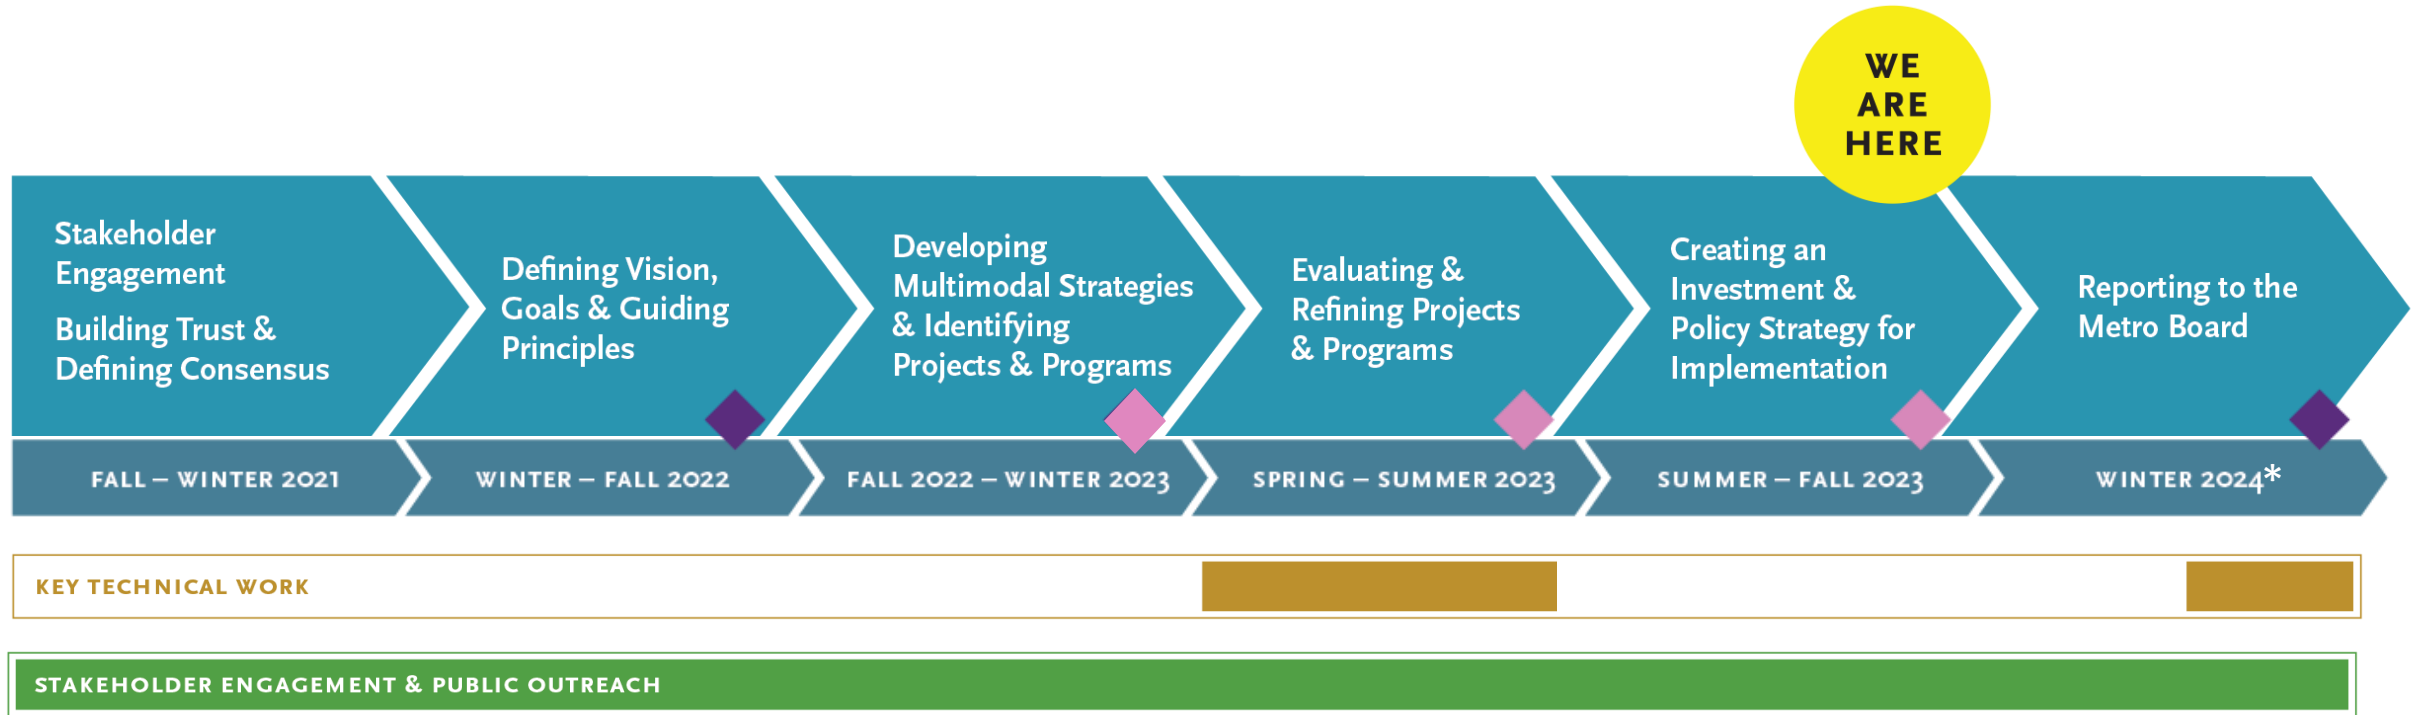 WE
ARE
HERE
Stakeholder
Engagement
Building Trust &
Defining Consensus
Defining Vision,
Goals & Guiding
Principles
Developing
Multimodal Strategies
& Identifying
Projects & Programs
Evaluating &
Refining Projects
& Programs
Creating an
Investment &
Policy Strategy for
Implementation
Reporting to the
Metro Board
FALL – WINTER 2021
WINTER – FALL 2022
FALL 2022 – WINTER 2023
SPRING – SUMMER 2023
SUMMER – FALL 2023
WINTER 2024*
KEY TECHNICAL WORK
STAKEHOLDER ENGAGEMENT & PUBLIC OUTREACH